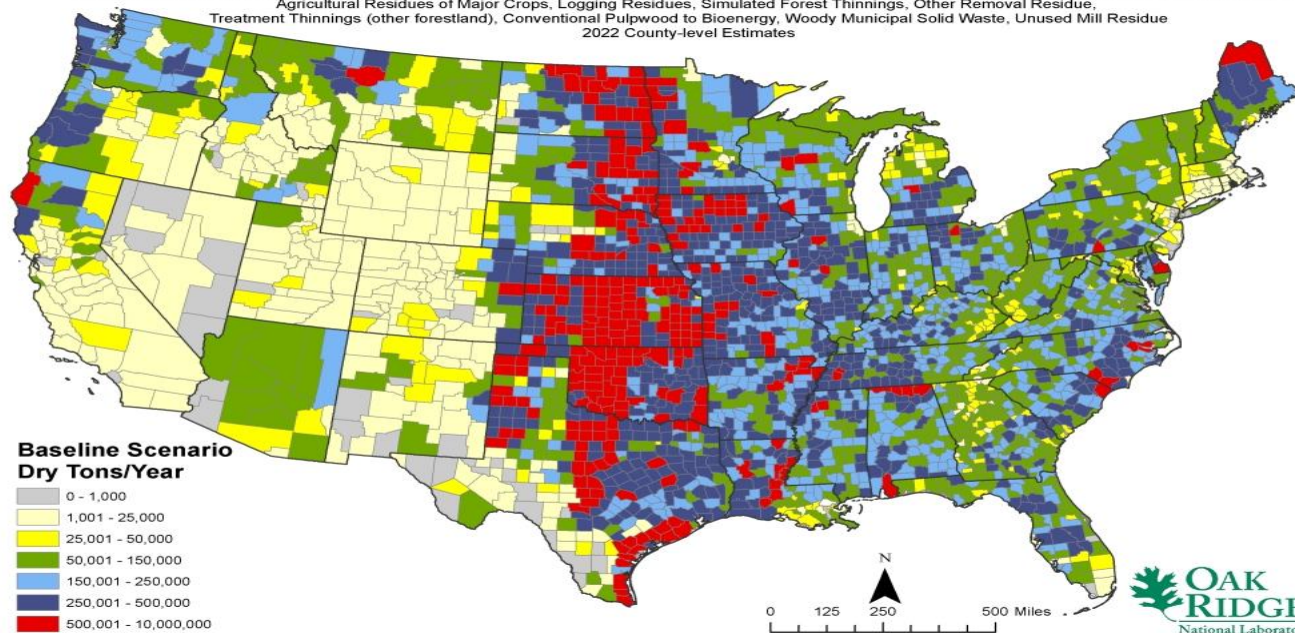 Agricultural Residues of Major Crops, Logging Residues, Simulated Forest Thinnings, Other Removal Residue,
Treatment Thinnings (other forestland), Conventional Pulpwood to Bioenergy, Woody Municipal Solid Waste, Unused Mill Residue
2022 County-level Estimates
Baseline Scenario
Dry Tons/Year
0 - 1,000
1,001 - 25,000
25,001 - 50,000
50,001 - 150,000
150,001 - 250,000
250,001 - 500,000
500,001 - 10,000,000
N
0 125 250 500 Miles
OAK
RIDGE
National Laborato